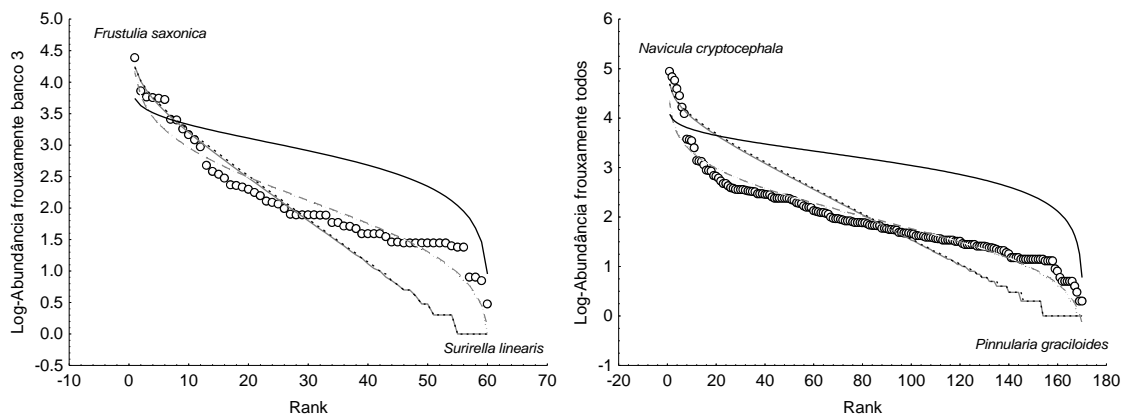 Log-Abundância frouxamente banco 3
5.0
4.5
4.0
3.5
3.0
2.5
2.0
1.5
1.0
0.5
0.0
-0.5
Frustulia saxonica
Surirella linearis
-10 0 10 20 30 40 50 60 70
Rank
Log-Abundância frouxamente todos
6
5
4
3
2
1
0
-1
Navicula cryptocephala
Pinnularia graciloides
-20 0 20 40 60 80 100 120 140 160 180
Rank